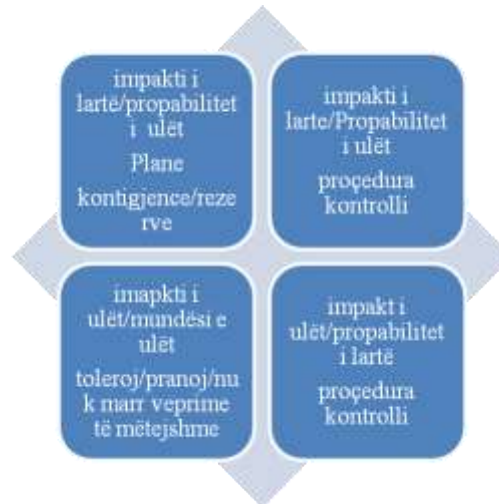 impakti i
lartë/propabilitet
i ulët
Plane
kontigjence/reze
rve
impakti i
larte/Propabilitet
i ulët
proçedura
kontrolli
imapkti i
ulët/mundësi e
ulët
toleroj/pranoj/nu
k marr veprime
të mëtejshme
impakt i
ulët/propabilitet
i lartë
proçedura
kontrolli